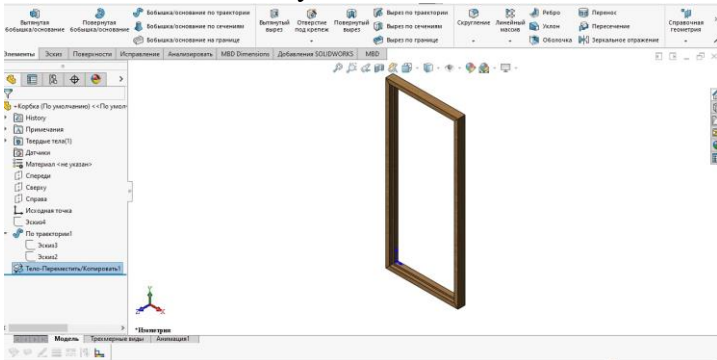 Вытянутая бобышка/основание
Повернутая бобышка/основание
Бобышка/основание по траектории
Бобышка/основание по сечениям
Бобышка/основание на границе
Вытянутый вырез
Отверстие под крепеж
Повернутый вырез
Вырез по траектории
Вырез по сечениям
Вырез по границе
Скругление
Линейный массив
Ребро
Уклон
Оболочка
Перенос
Пересечение
Зеркальное отражение
Справочная геометрия
Элементы Эскиз Поверхности Исправление Анализировать MBD Dimensions Добавления SOLIDWORKS MBD
Корбка (По умолчанию) <<По умол
History
Примечания
Твердые тела(1)
Датчики
Материал <не указан>
Спереди
Сверху
Справа
Исходная точка
Эскиз4
По траектории1
Эскиз3
Эскиз2
Тело-Переместить/Копировать1
*Изометрия
Модель Трехмерные виды Анимация1